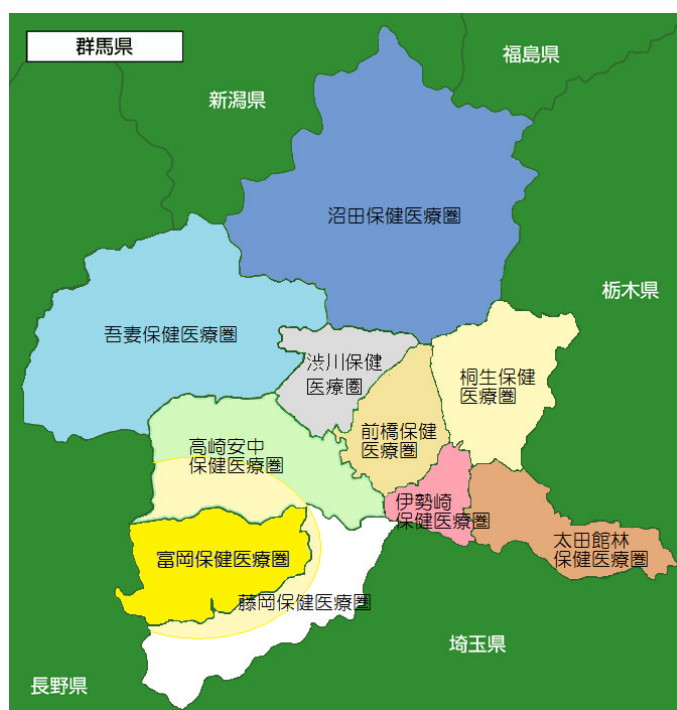 群馬県
福島県
新潟県
沼田保健医療圏
栃木県
吾妻保健医療圏
渋川保健
医療圏
桐生保健
医療圏
前橋保健
医療圏
高崎安中
保健医療圏
伊勢崎
保健医療圏
太田館林
保健医療圏
富岡保健医療圏
藤岡保健医療圏
埼玉県
長野県